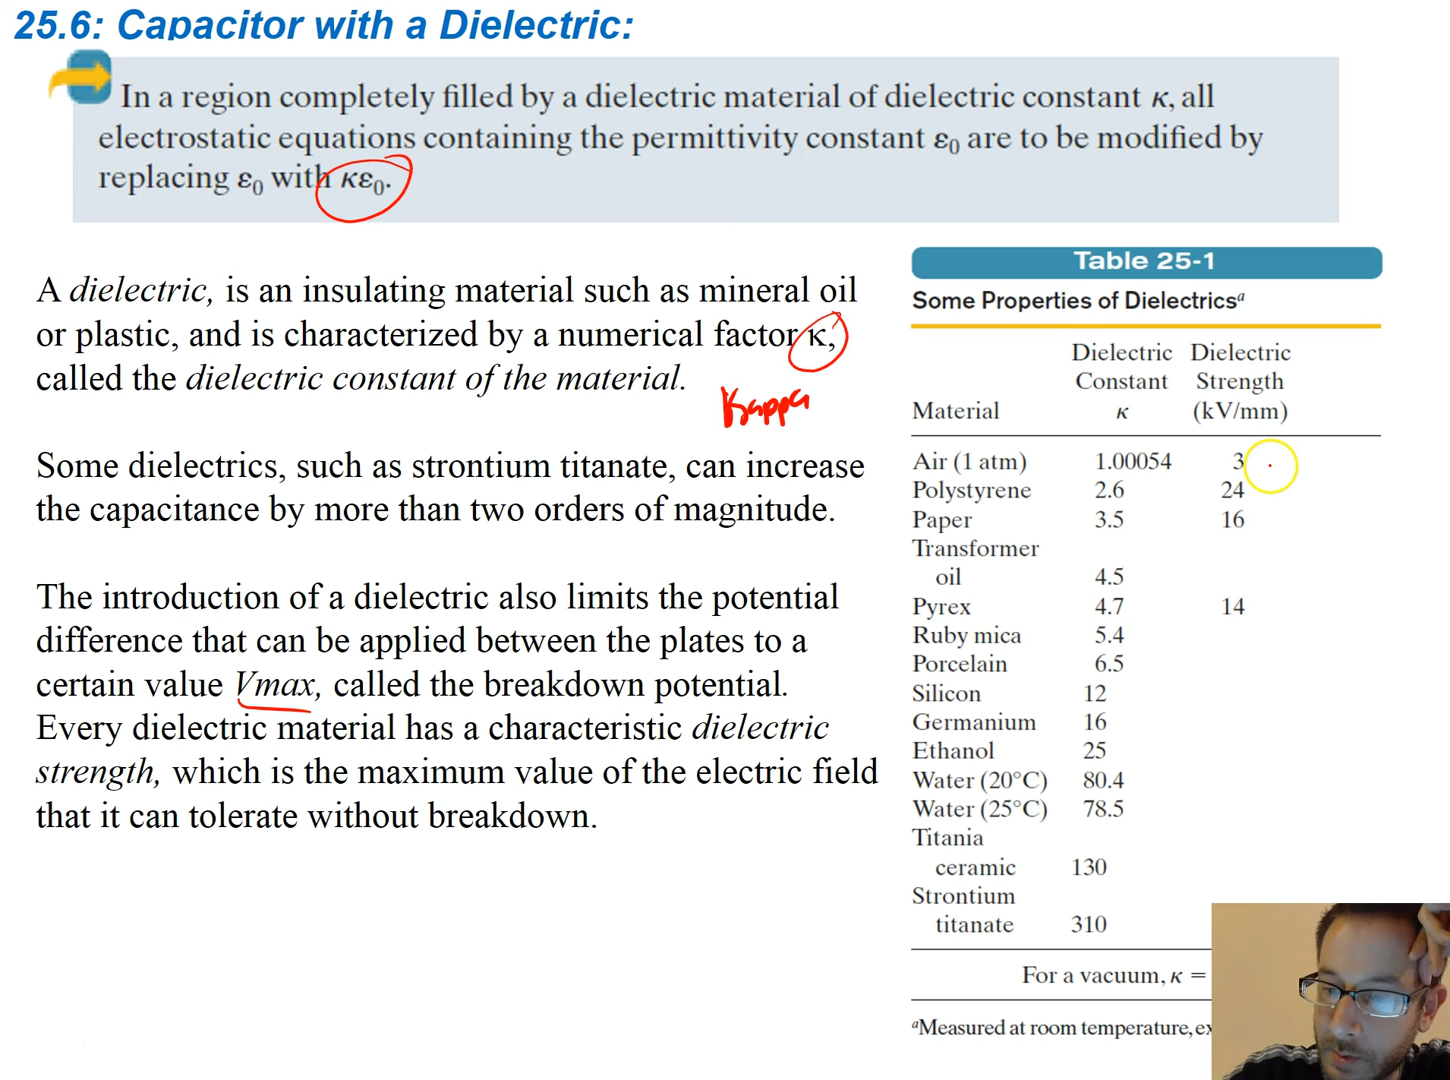 25.6: Capacitor with a Dielectric:
In a region completely filled by a dielectric material of dielectric constant κ, all
electrostatic equations containing the permittivity constant ε₀ are to be modified by
replacing ε₀ with κε₀.
A dielectric, is an insulating material such as mineral oil
or plastic, and is characterized by a numerical factor κ,
called the dielectric constant of the material.
Kappa
Some dielectrics, such as strontium titanate, can increase
the capacitance by more than two orders of magnitude.
The introduction of a dielectric also limits the potential
difference that can be applied between the plates to a
certain value Vmax, called the breakdown potential.
Every dielectric material has a characteristic dielectric
strength, which is the maximum value of the electric field
that it can tolerate without breakdown.
Table 25-1
Some Properties of Dielectricsᵃ
Dielectric Dielectric
Constant Strength
Material κ (kV/mm)
Air (1 atm) 1.00054 3
Polystyrene 2.6 24
Paper 3.5 16
Transformer
oil 4.5
Pyrex 4.7 14
Ruby mica 5.4
Porcelain 6.5
Silicon 12
Germanium 16
Ethanol 25
Water (20°C) 80.4
Water (25°C) 78.5
Titania
ceramic 130
Strontium
titanate 310
For a vacuum, κ =
ᵃMeasured at room temperature,